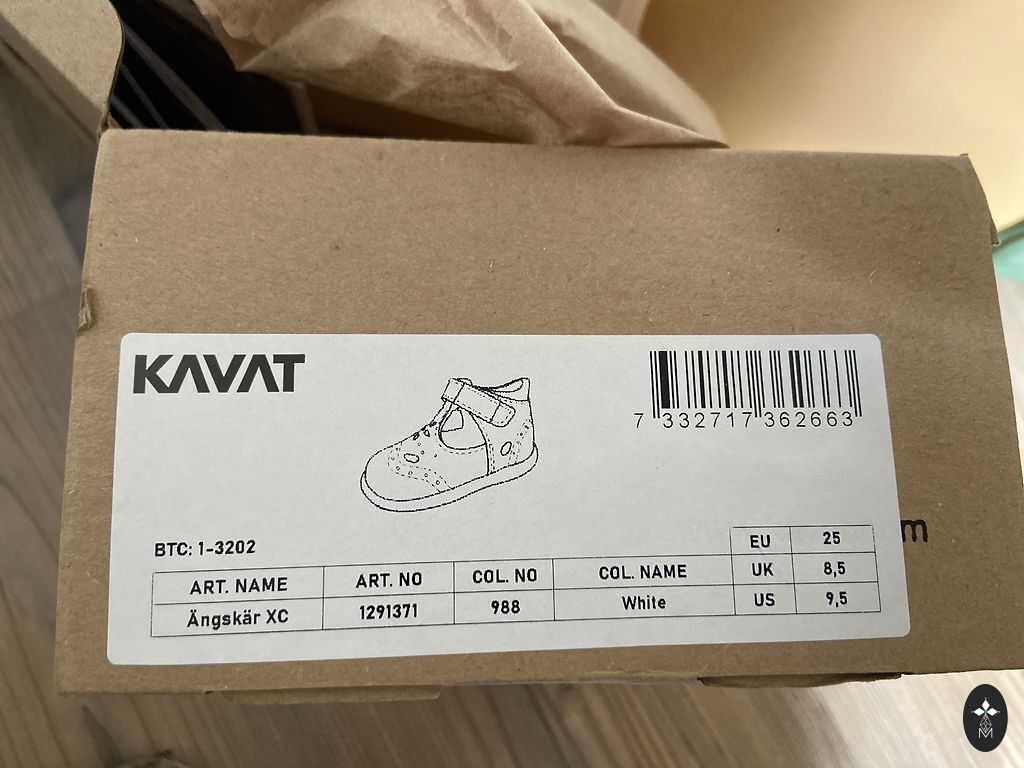 KAVAT
7 332717 362663
m
BTC: 1-3202
EU 25
ART. NAME ART. NO COL. NO COL. NAME UK 8,5
Ängskär XC 1291371 988 White US 9,5
M